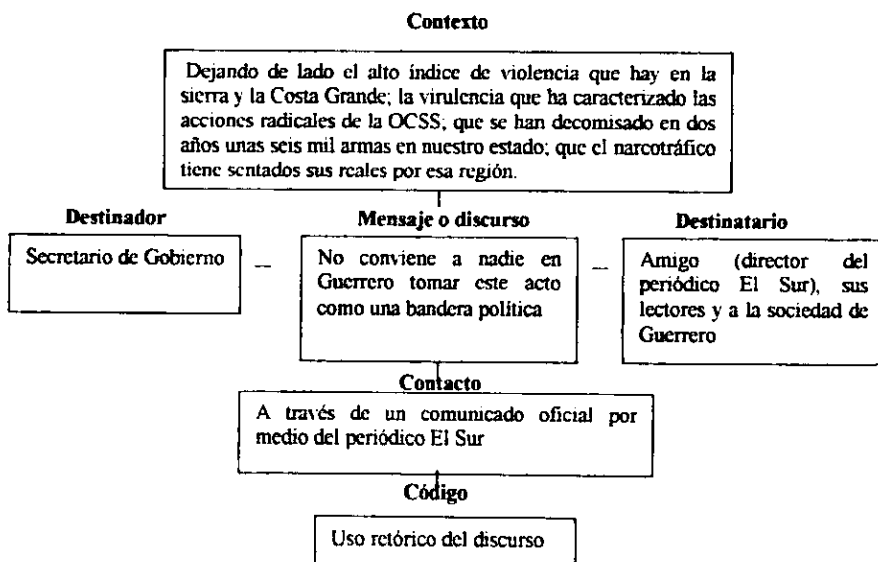 Contexto
Dejando de lado el alto índice de violencia que hay en la
sierra y la Costa Grande; la virulencia que ha caracterizado las
acciones radicales de la OCSS; que se han decomisado en dos
años unas seis mil armas en nuestro estado; que el narcotráfico
tiene sentados sus reales por esa región.
Destinador
Secretario de Gobierno
Mensaje o discurso
No conviene a nadie en
Guerrero tomar este acto
como una bandera política
Destinatario
Amigo (director del
periódico El Sur), sus
lectores y a la sociedad de
Guerrero
Contacto
A través de un comunicado oficial por
medio del periódico El Sur
Código
Uso retórico del discurso